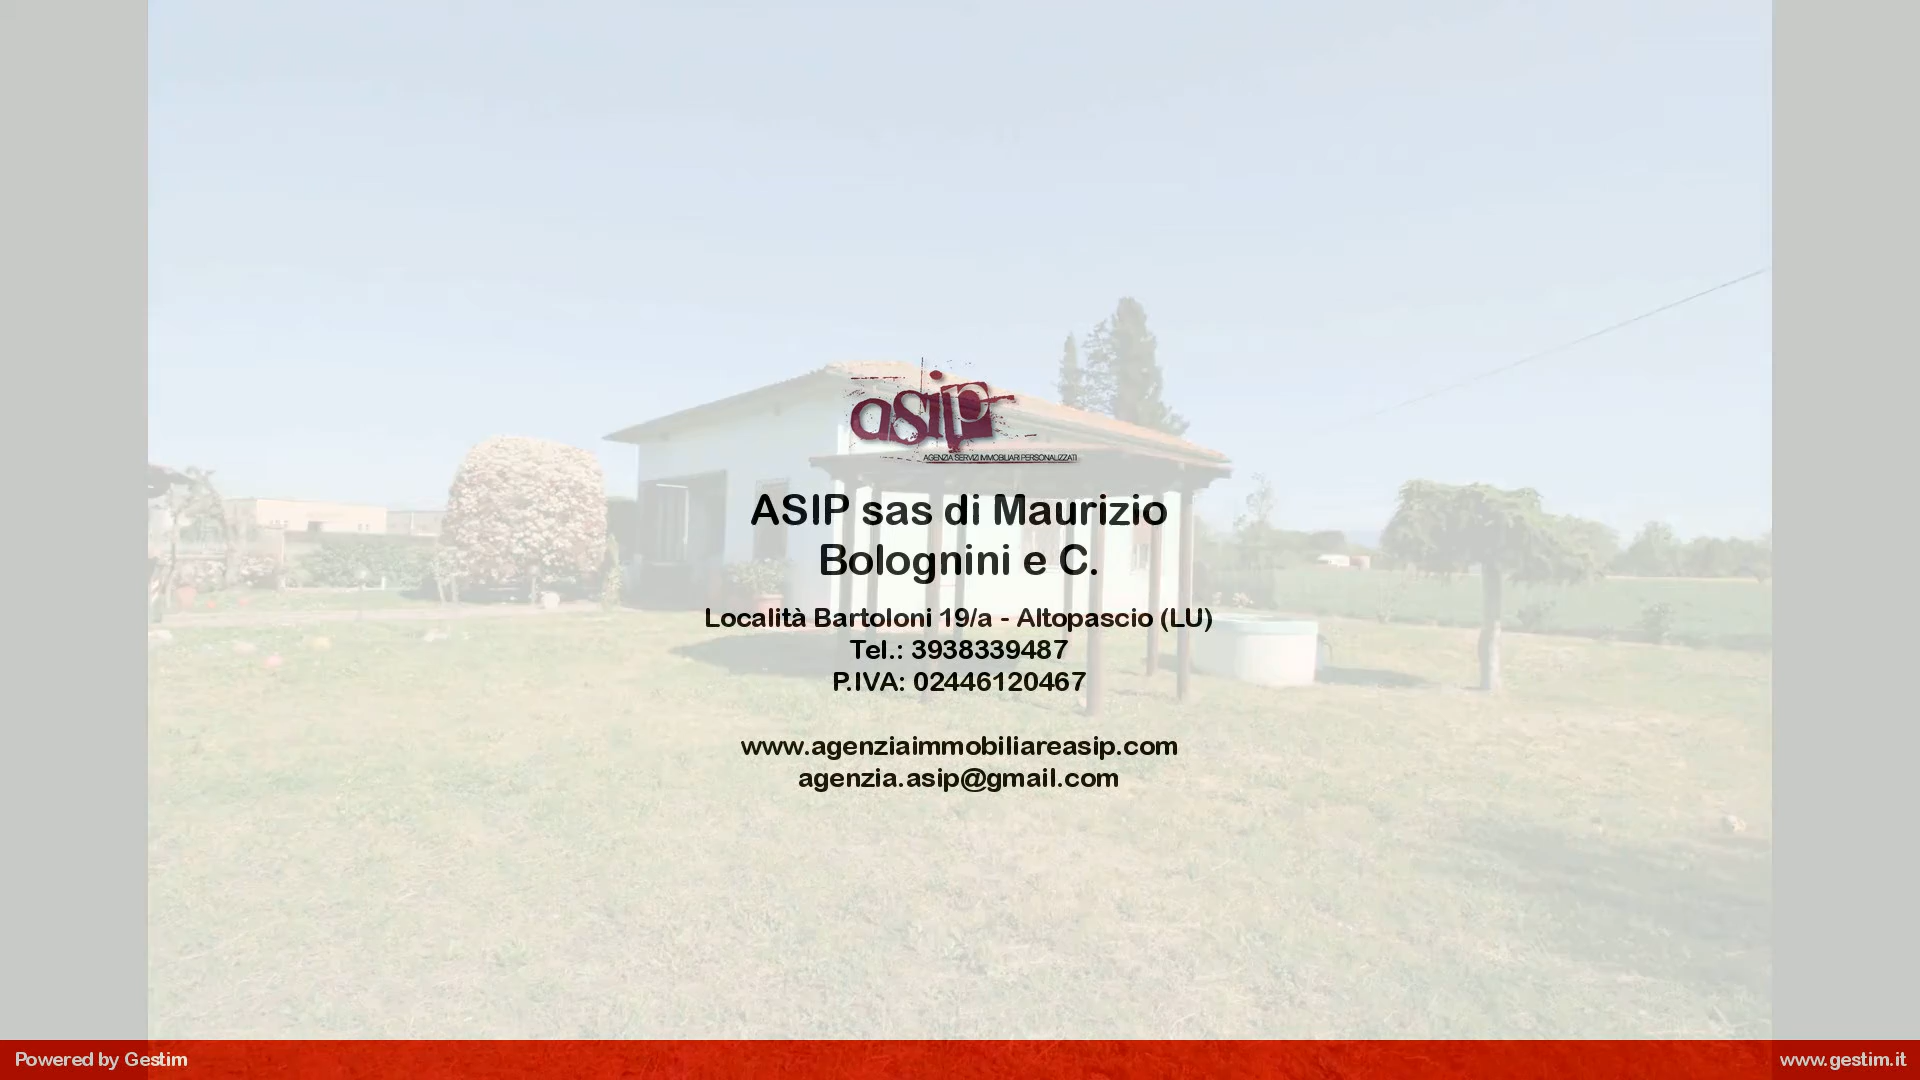 asip
AGENZIA SERVIZI IMMOBILIARI PERSONALIZZATI
ASIP sas di Maurizio
Bolognini e C.
Località Bartoloni 19/a - Altopascio (LU)
Tel.: 3938339487
P.IVA: 02446120467
www.agenziaimmobiliareasip.com
agenzia.asip@gmail.com
Powered by Gestim
www.gestim.it